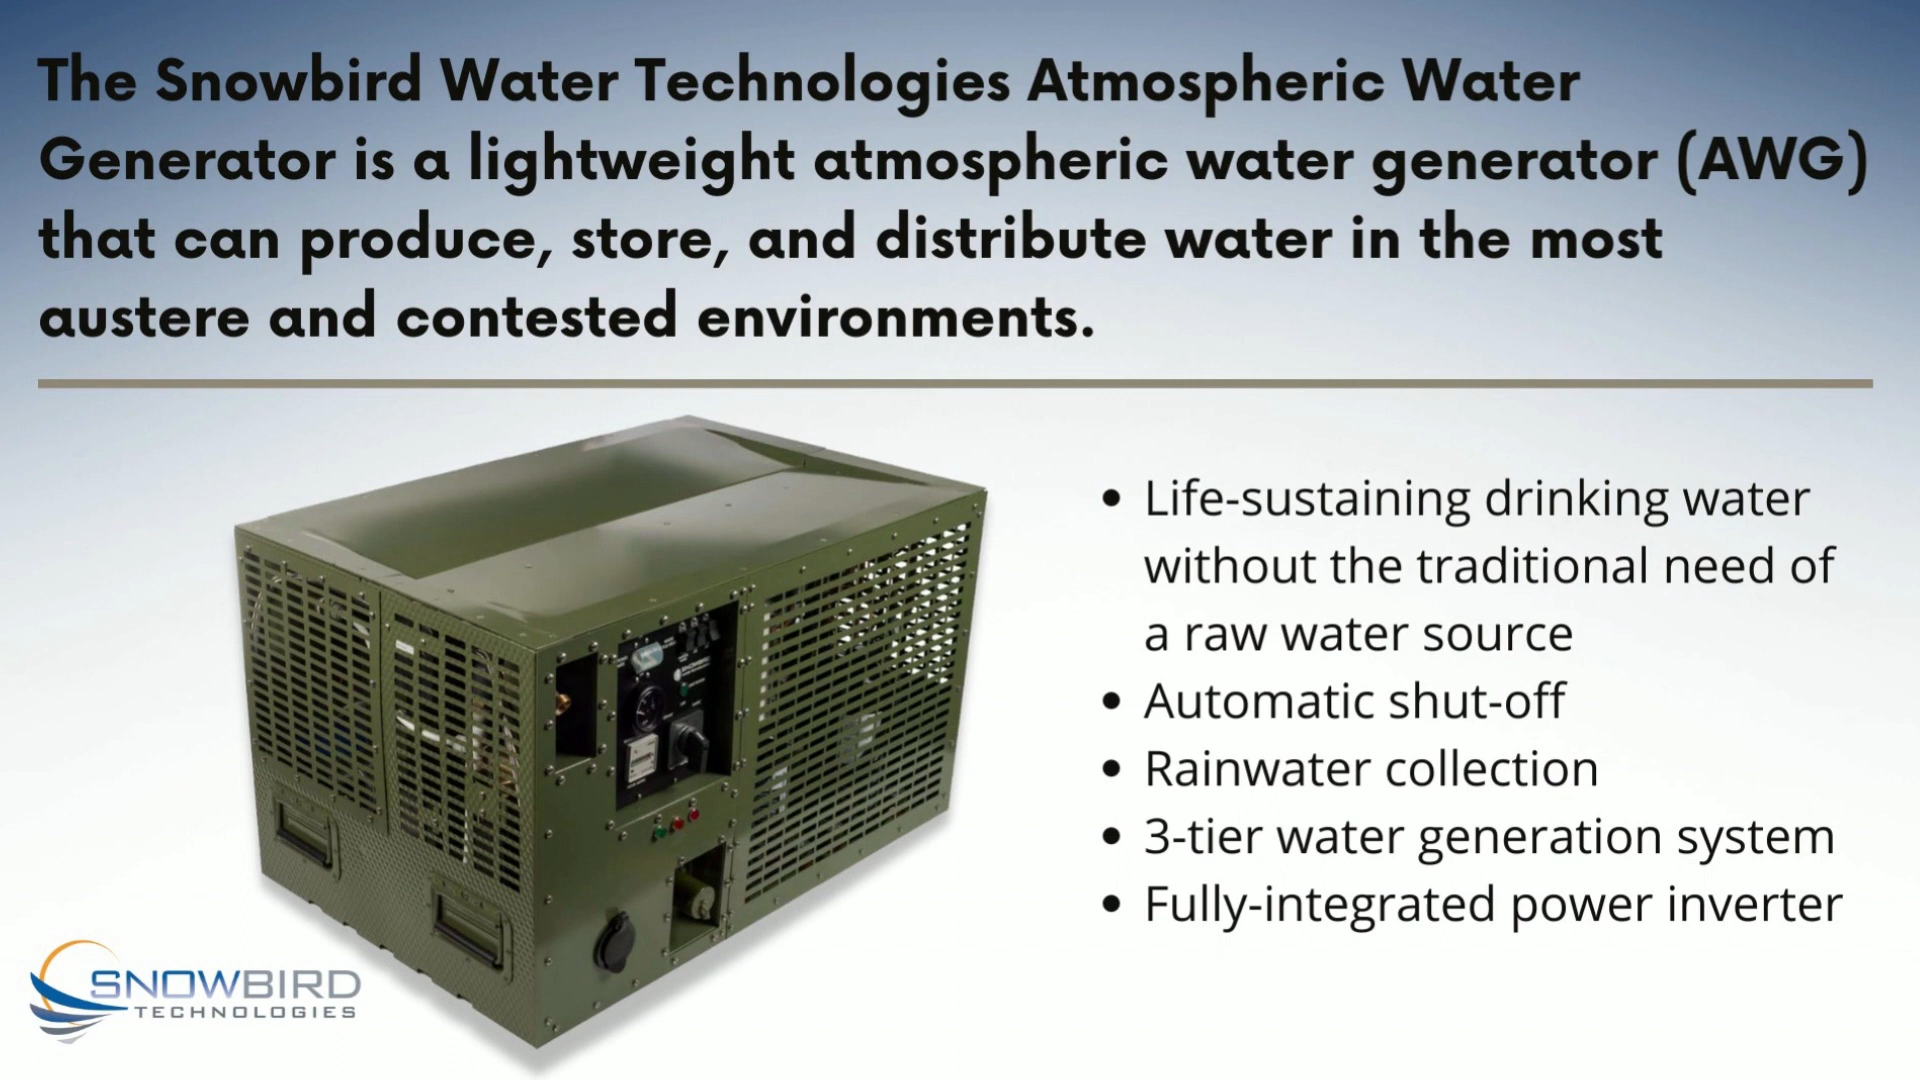 The Snowbird Water Technologies Atmospheric Water
Generator is a lightweight atmospheric water generator (AWG)
that can produce, store, and distribute water in the most
austere and contested environments.
• Life-sustaining drinking water
without the traditional need of
a raw water source
• Automatic shut-off
• Rainwater collection
• 3-tier water generation system
• Fully-integrated power inverter
SNOWBIRD
TECHNOLOGIES